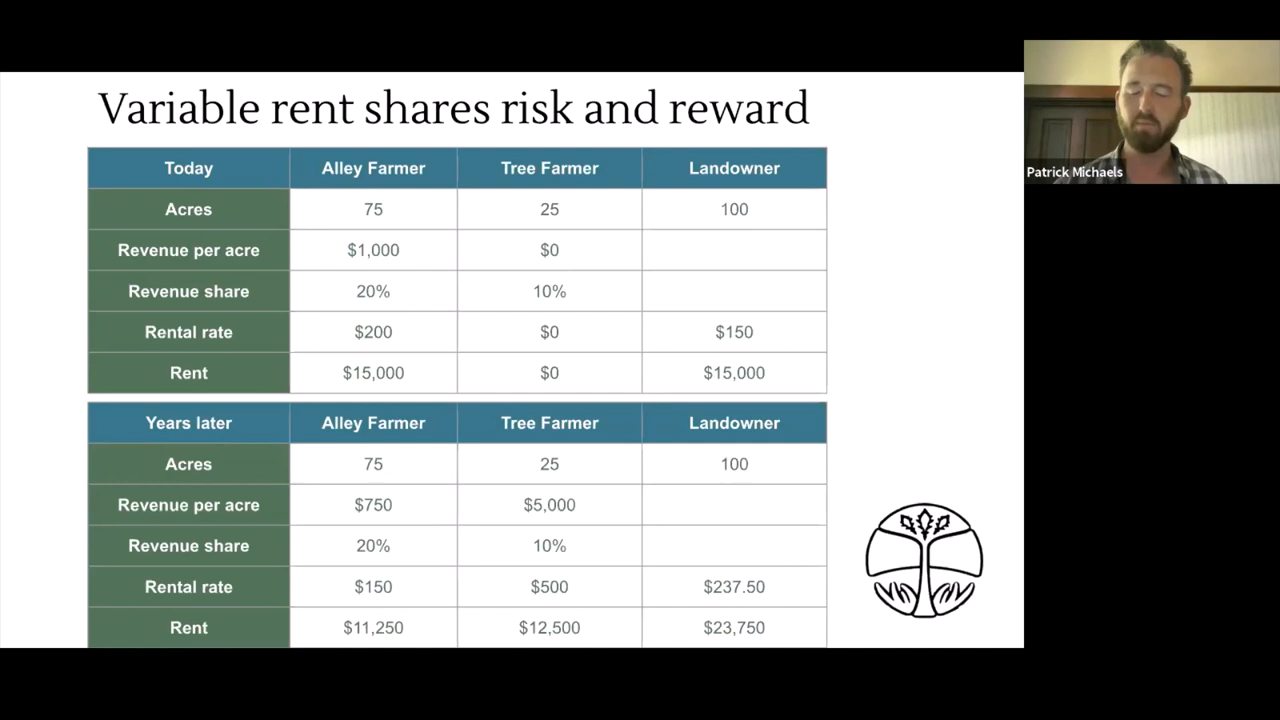 Variable rent shares risk and reward
Today Alley Farmer Tree Farmer Landowner
Acres 75 25 100
Revenue per acre $1,000 $0
Revenue share 20% 10%
Rental rate $200 $0 $150
Rent $15,000 $0 $15,000
Years later Alley Farmer Tree Farmer Landowner
Acres 75 25 100
Revenue per acre $750 $5,000
Revenue share 20% 10%
Rental rate $150 $500 $237.50
Rent $11,250 $12,500 $23,750
Patrick Michaels